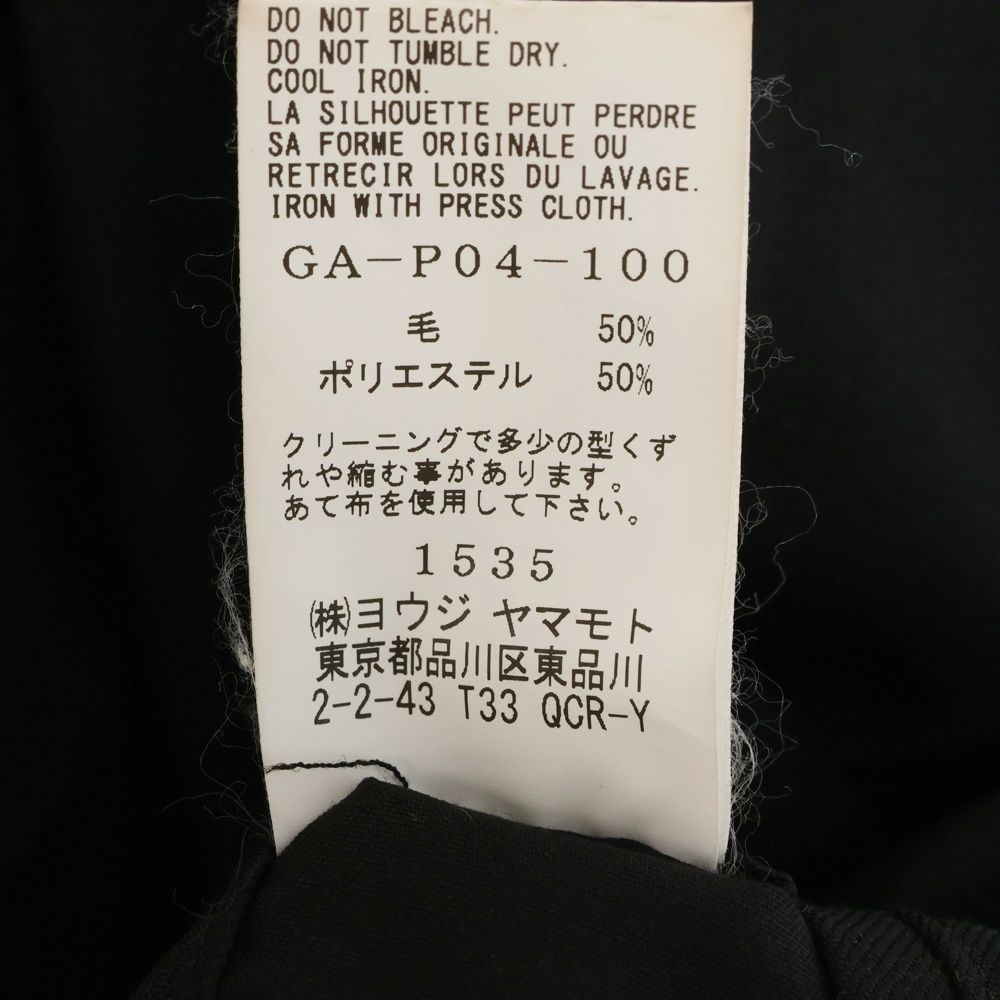 DO NOT BLEACH.
DO NOT TUMBLE DRY.
COOL IRON.
LA SILHOUETTE PEUT PERDRE
SA FORME ORIGINALE OU
RETRECIR LORS DU LAVAGE.
IRON WITH PRESS CLOTH.
GA-P04-100
毛 50%
ポリエステル 50%
クリーニングで多少の型くず
れや縮む事があります。
あて布を使用して下さい。
1535
㈱ヨウジ ヤマモト
東京都品川区東品川
2-2-43 T33 QCR-Y